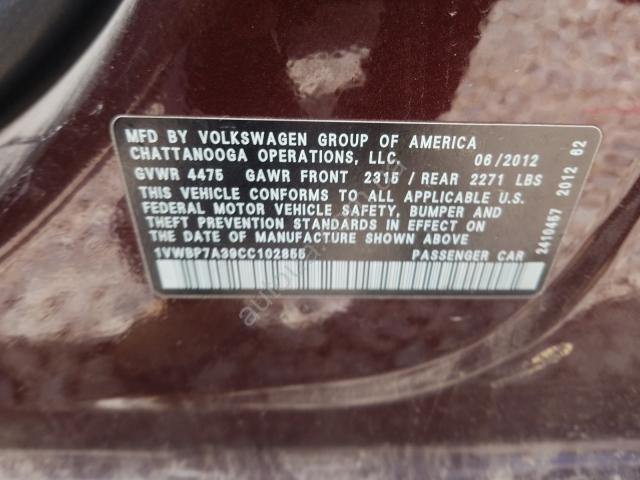 MFD BY VOLKSWAGEN GROUP OF AMERICA
CHATTANOOGA OPERATIONS, LLC. 06/2012
GVWR 4475 GAWR FRONT 2315 / REAR 2271 LBS
THIS VEHICLE CONFORMS TO ALL APPLICABLE U.S.
FEDERAL MOTOR VEHICLE SAFETY, BUMPER AND
THEFT PREVENTION STANDARDS IN EFFECT ON
THE DATE OF MANUFACTURE SHOWN ABOVE
1VWBP7A39CC102855 PASSENGER CAR
2410457 2012 62